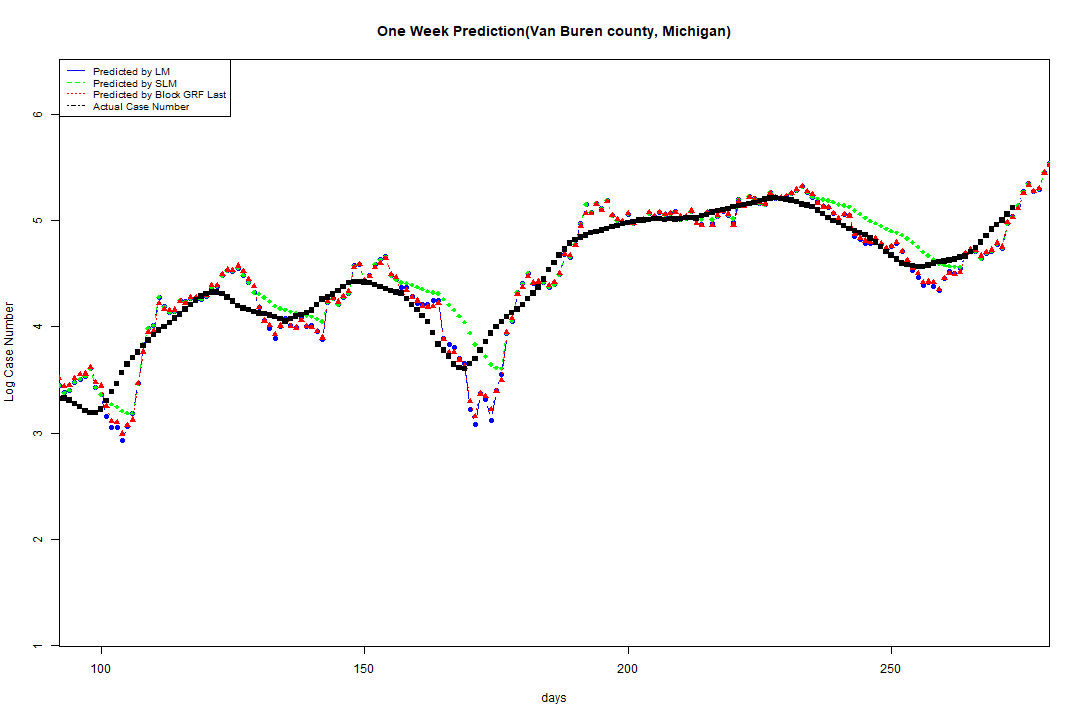 One Week Prediction(Van Buren county, Michigan)
Predicted by LM
Predicted by SLM
Predicted by Block GRF Last
Actual Case Number
6
5
4
3
2
1
Log Case Number
100 150 200 250
days